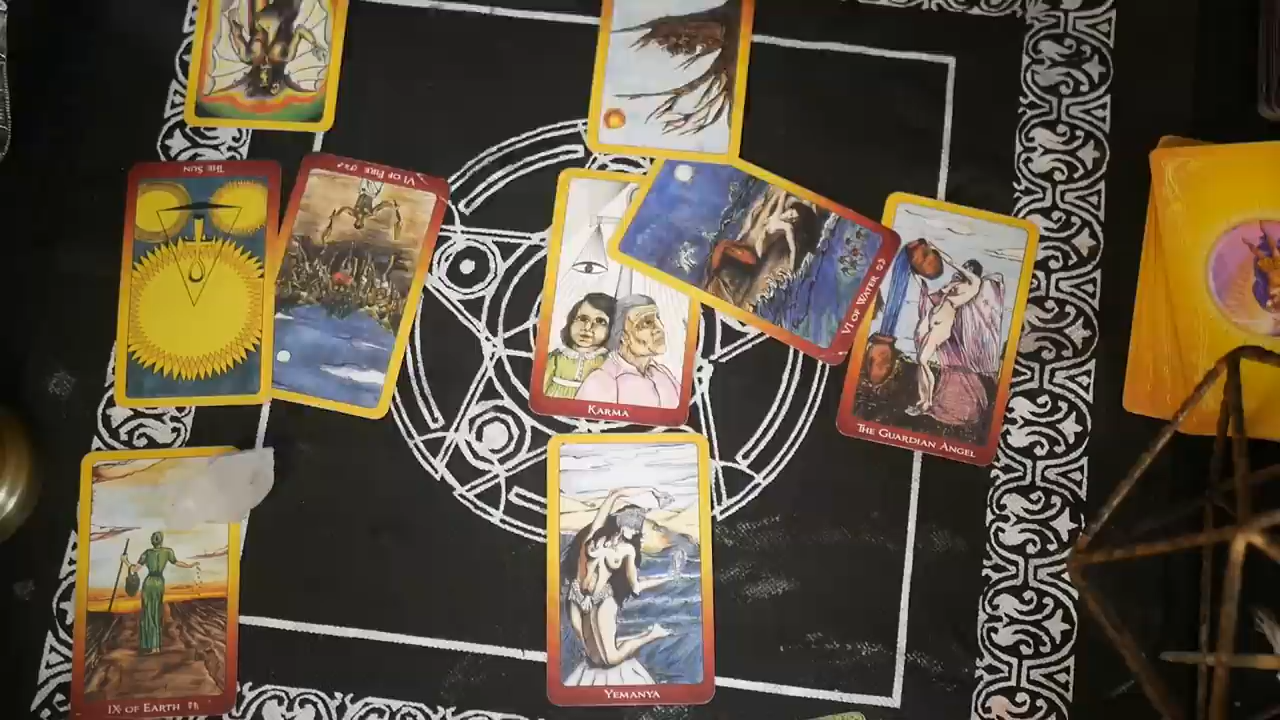 THE SUN
VI OF FIRE
VI OF WATER
KARMA
THE GUARDIAN ANGEL
YEMANYA
IX OF EARTH